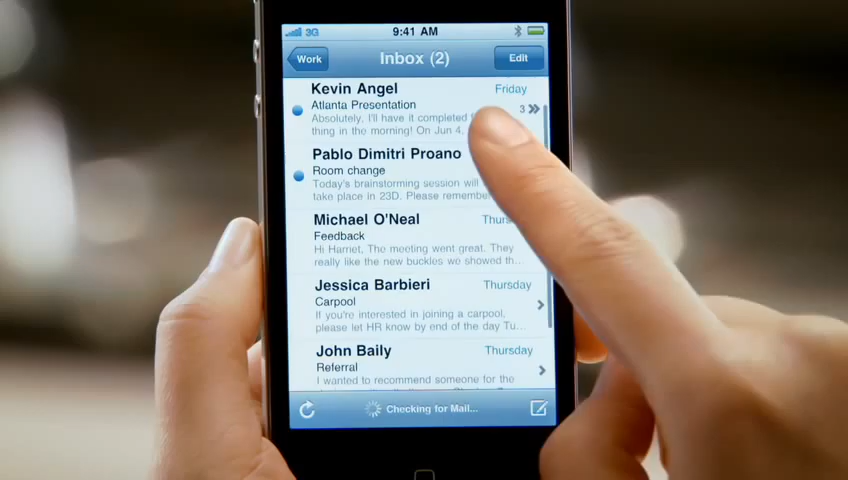 3G 9:41 AM
Work Inbox (2) Edit
Kevin Angel Friday
Atlanta Presentation 3
Absolutely, I'll have it completed
thing in the morning! On Jun 4,
Pablo Dimitri Proano
Room change
Today's brainstorming session will
take place in 23D. Please remember
Michael O'Neal
Feedback
Hi Harriet, The meeting went great. They
really like the new buckles we showed th...
Jessica Barbieri Thursday
Carpool
If you're interested in joining a carpool,
please let HR know by end of the day Tu...
John Baily Thursday
Referral
I wanted to recommend someone for the
Checking for Mail...